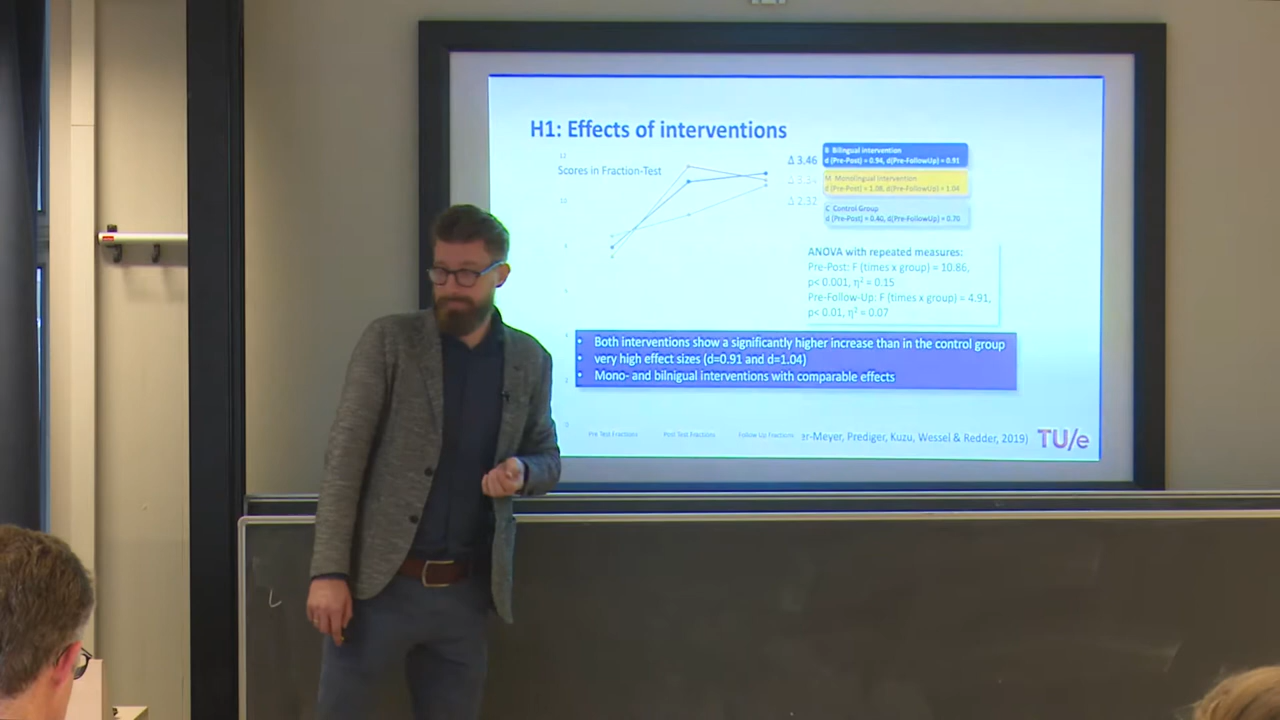 H1: Effects of interventions
12
Scores in Fraction-Test
10
Δ 3.46
Δ 2.32
B Bilingual intervention
d (Pre-Post) = 0.94, d(Pre-FollowUp) = 0.91
M Monolingual intervention
d (Pre-Post) = 1.08, d(Pre-FollowUp) = 1.04
C Control Group
d (Pre-Post) = 0.40, d(Pre-FollowUp) = 0.70
ANOVA with repeated measures:
Pre-Post: F (times x group) = 10.86,
p< 0.001, η² = 0.15
Pre-Follow-Up: F (times x group) = 4.91,
p< 0.01, η² = 0.07
• Both interventions show a significantly higher increase than in the control group
• very high effect sizes (d=0.91 and d=1.04)
• Mono- and bilnigual interventions with comparable effects
0
Pre Test Fractions
Post Test Fractions
Follow Up Fractions
er-Meyer, Prediger, Kuzu, Wessel & Redder, 2019)
TU/e